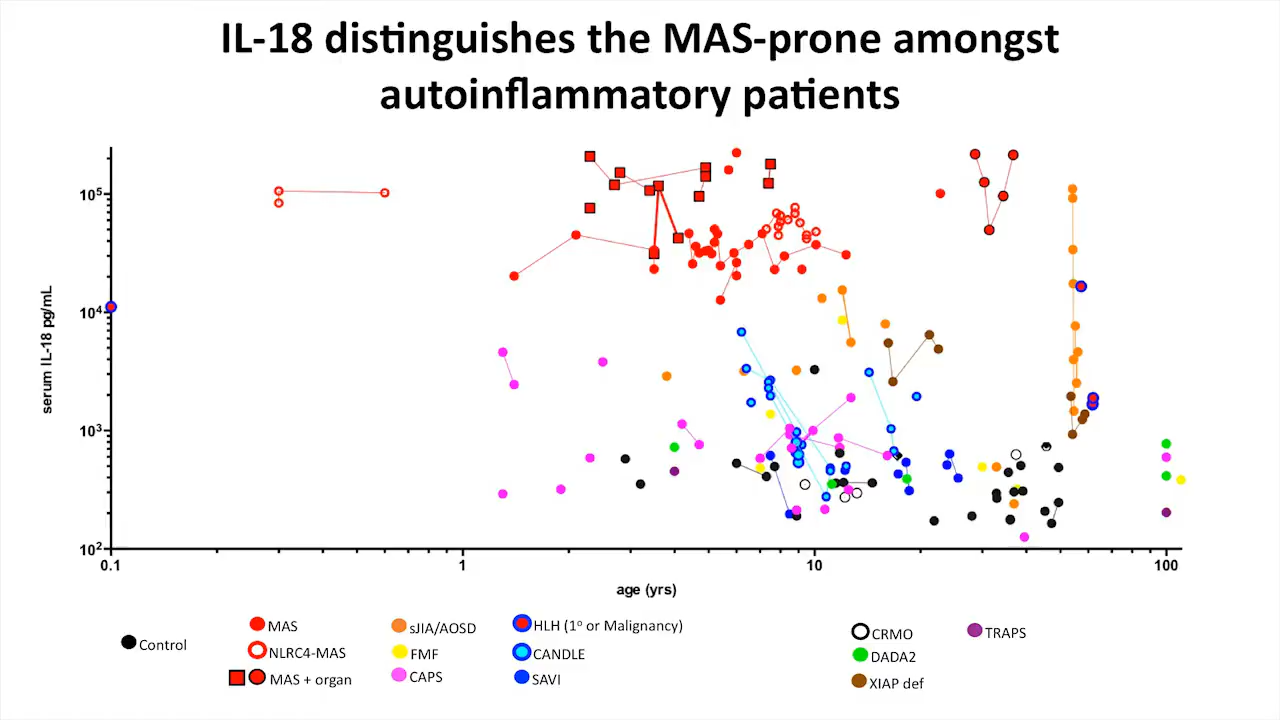 IL-18 distinguishes the MAS-prone amongst
autoinflammatory patients
serum IL-18 pg/mL
10⁵
10⁴
10³
10²
0.1
1
10
100
age (yrs)
Control
MAS
NLRC4-MAS
MAS + organ
sJIA/AOSD
FMF
CAPS
HLH (1º or Malignancy)
CANDLE
SAVI
CRMO
DADA2
XIAP def
TRAPS